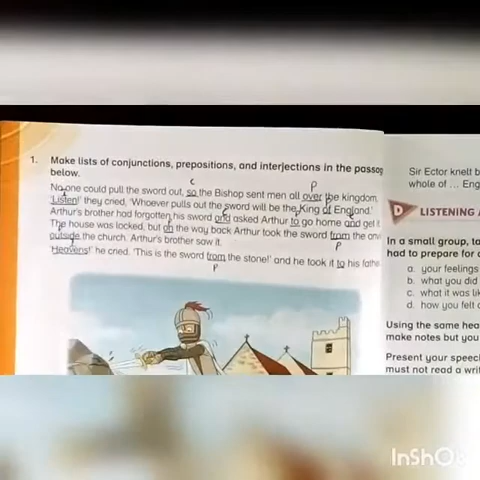 1. Make lists of conjunctions, prepositions, and interjections in the passag
below.
c p
No one could pull the sword out, so the Bishop sent men all over the kingdom.
'Listen!' they cried, 'Whoever pulls out the sword will be the King of England.'
Arthur's brother had forgotten his sword and asked Arthur to go home and get it
The house was locked, but on the way back Arthur took the sword from the
outside the church. Arthur's brother saw it.
p
'Heavens!' he cried, 'This is the sword from the stone!' and he took it to his fathe
p
Sir Ector knelt b
whole of ... Eng
D LISTENING A
In a small group, ta
had to prepare for a
a. your feelings
b. what you did
c. what it was lik
d. how you felt
Using the same hea
make notes but you
Present your speec
must not read a writ
InShO